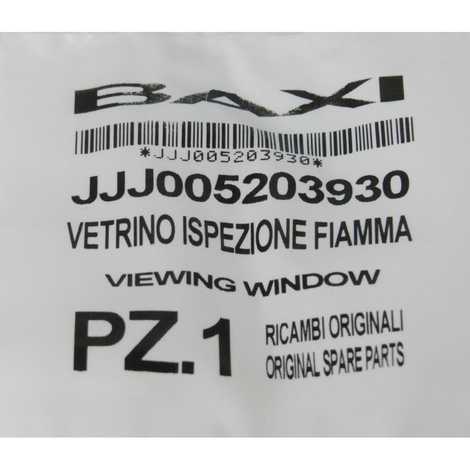 BAXI
*JJJ005203930*
JJJ005203930
VETRINO ISPEZIONE FIAMMA
VIEWING WINDOW
PZ.1
RICAMBI ORIGINALI
ORIGINAL SPARE PARTS